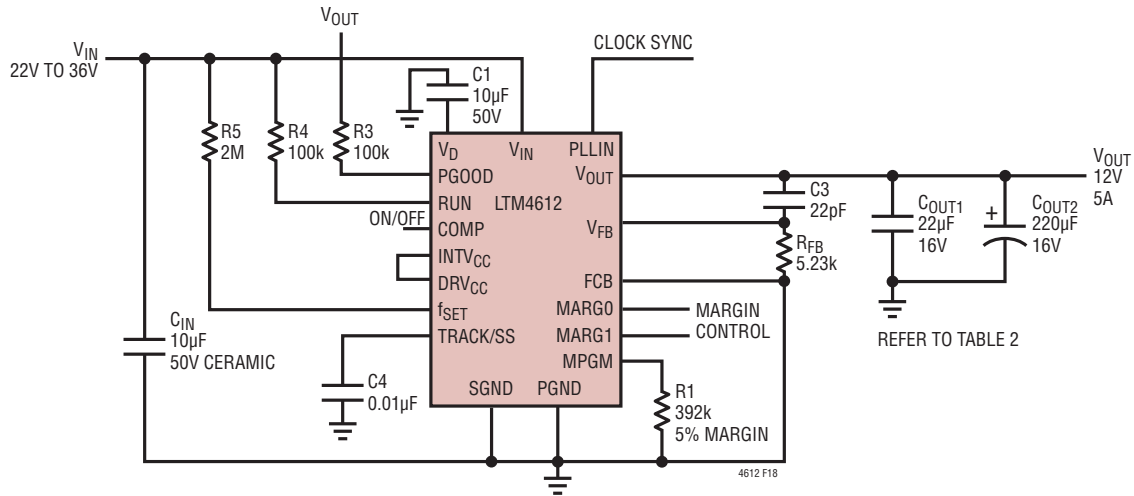 VOUT
VIN
22V TO 36V
CLOCK SYNC
C1
10µF
50V
R5
2M
R4
100k
R3
100k
VD
VIN
PLLIN
PGOOD
RUN
LTM4612
ON/OFF
COMP
INTVCC
DRVCC
fSET
TRACK/SS
SGND
PGND
VOUT
VFB
FCB
MARG0
MARG1
MPGM
C3
22pF
RFB
5.23k
MARGIN
CONTROL
COUT1
22µF
16V
+
COUT2
220µF
16V
VOUT
12V
5A
REFER TO TABLE 2
CIN
10µF
50V CERAMIC
C4
0.01µF
R1
392k
5% MARGIN
4612 F18